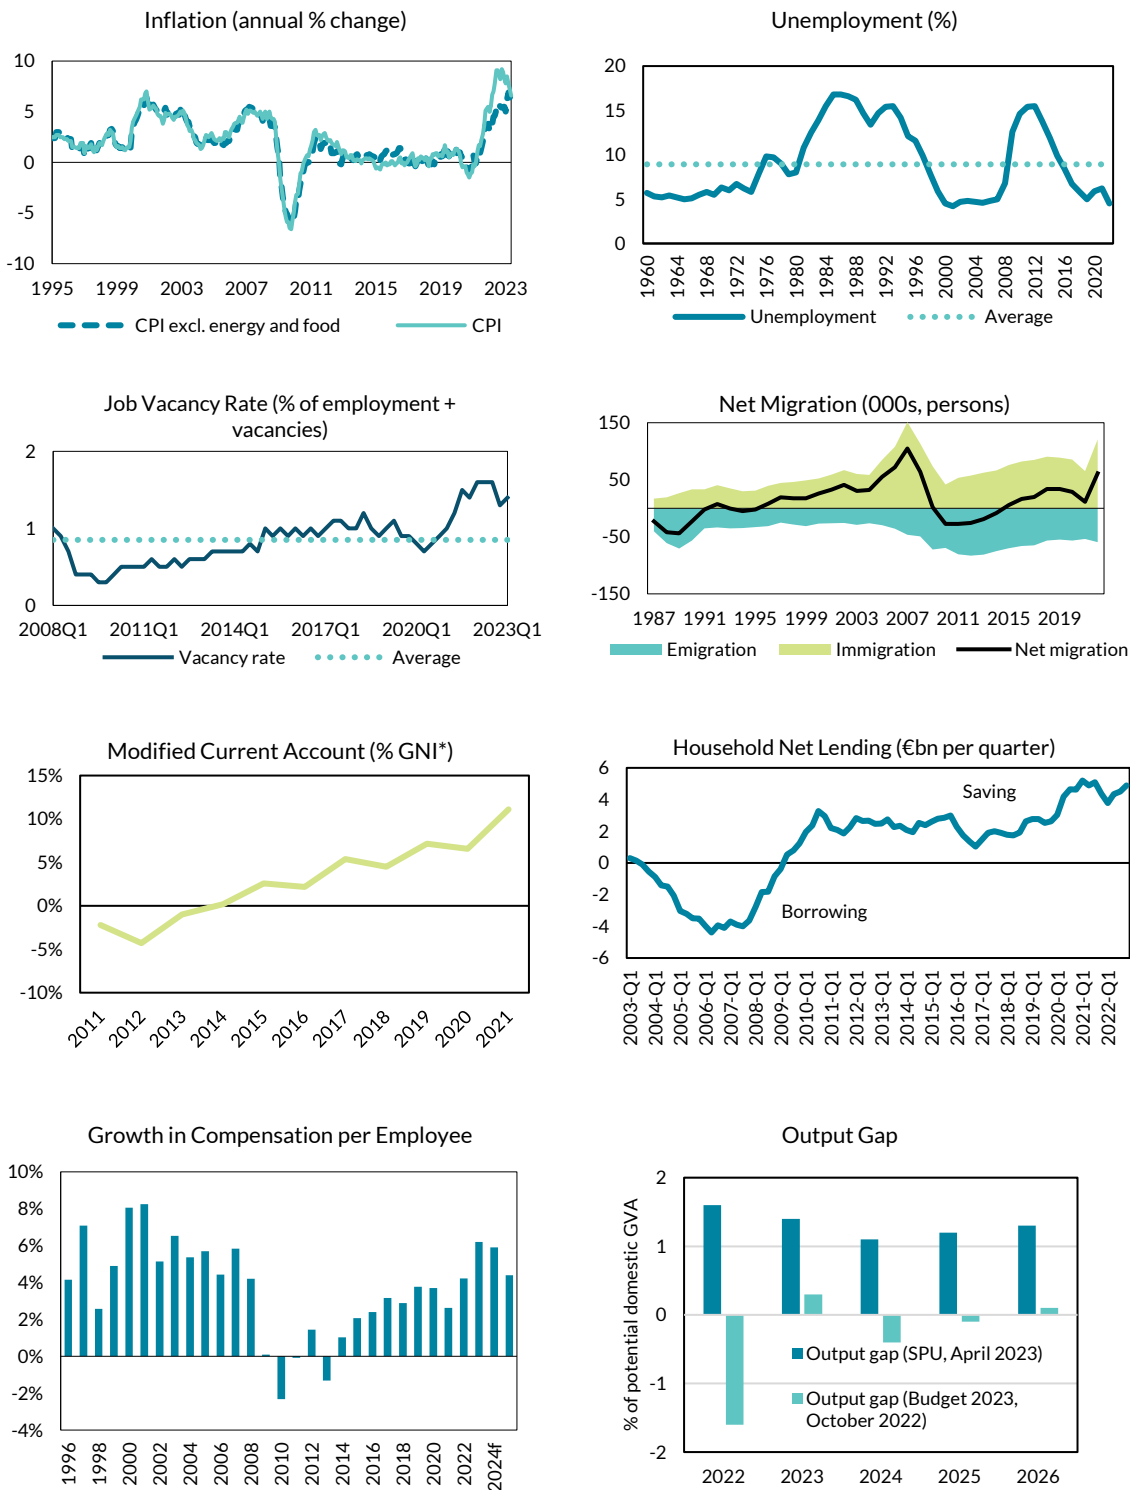 Inflation (annual % change)
10
5
0
-5
-10
1995 1999 2003 2007 2011 2015 2019 2023
CPI excl. energy and food CPI
Unemployment (%)
20
15
10
5
0
1960 1964 1968 1972 1976 1980 1984 1988 1992 1996 2000 2004 2008 2012 2016 2020
Unemployment Average
Job Vacancy Rate (% of employment +
vacancies)
2
1
0
2008Q1 2011Q1 2014Q1 2017Q1 2020Q1 2023Q1
Vacancy rate Average
Net Migration (000s, persons)
150
50
-50
-150
1987 1991 1995 1999 2003 2007 2011 2015 2019
Emigration Immigration Net migration
Modified Current Account (% GNI*)
15%
10%
5%
0%
-5%
-10%
2011 2012 2013 2014 2015 2016 2017 2018 2019 2020 2021
Household Net Lending (€bn per quarter)
6
4
2
0
-2
-4
-6
Saving
Borrowing
2003-Q1 2004-Q1 2005-Q1 2006-Q1 2007-Q1 2008-Q1 2009-Q1 2010-Q1 2011-Q1 2012-Q1 2013-Q1 2014-Q1 2015-Q1 2016-Q1 2017-Q1 2018-Q1 2019-Q1 2020-Q1 2021-Q1 2022-Q1
Growth in Compensation per Employee
10%
8%
6%
4%
2%
0%
-2%
-4%
1996 1998 2000 2002 2004 2006 2008 2010 2012 2014 2016 2018 2020 2022 2024f
Output Gap
% of potential domestic GVA
2
1
0
-1
-2
Output gap (SPU, April 2023)
Output gap (Budget 2023,
October 2022)
2022 2023 2024 2025 2026